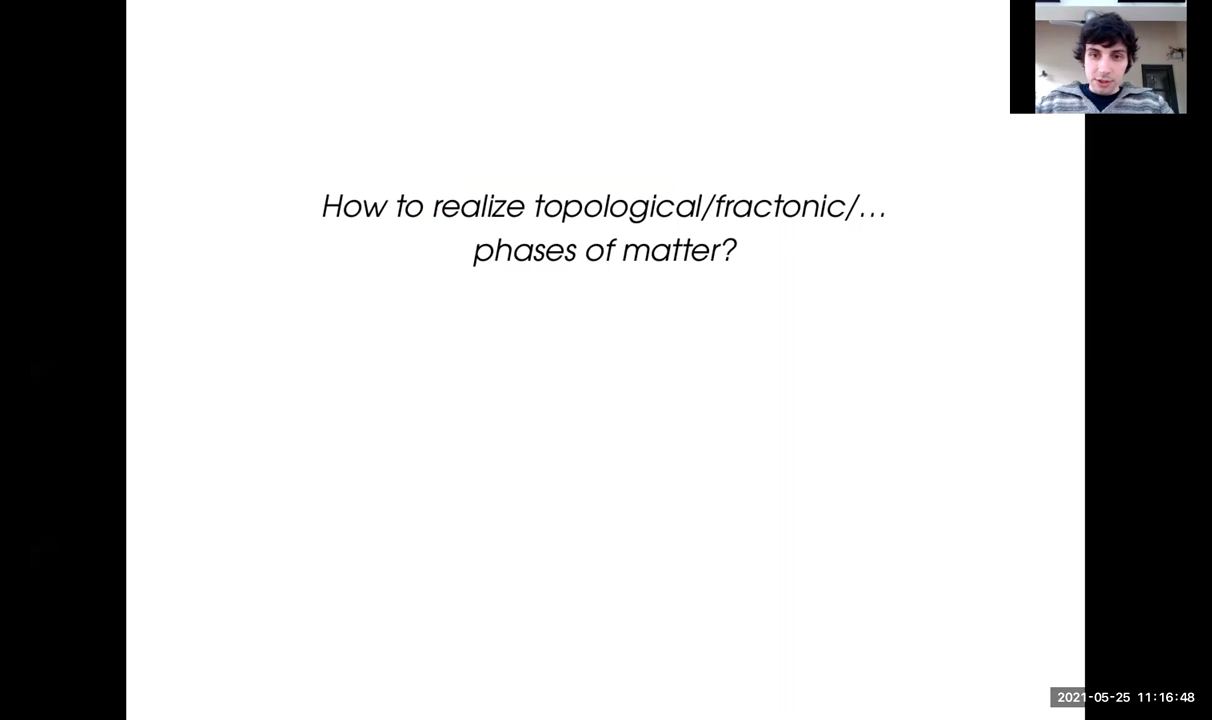 How to realize topological/fractonic/...
phases of matter?
2021-05-25 11:16:48